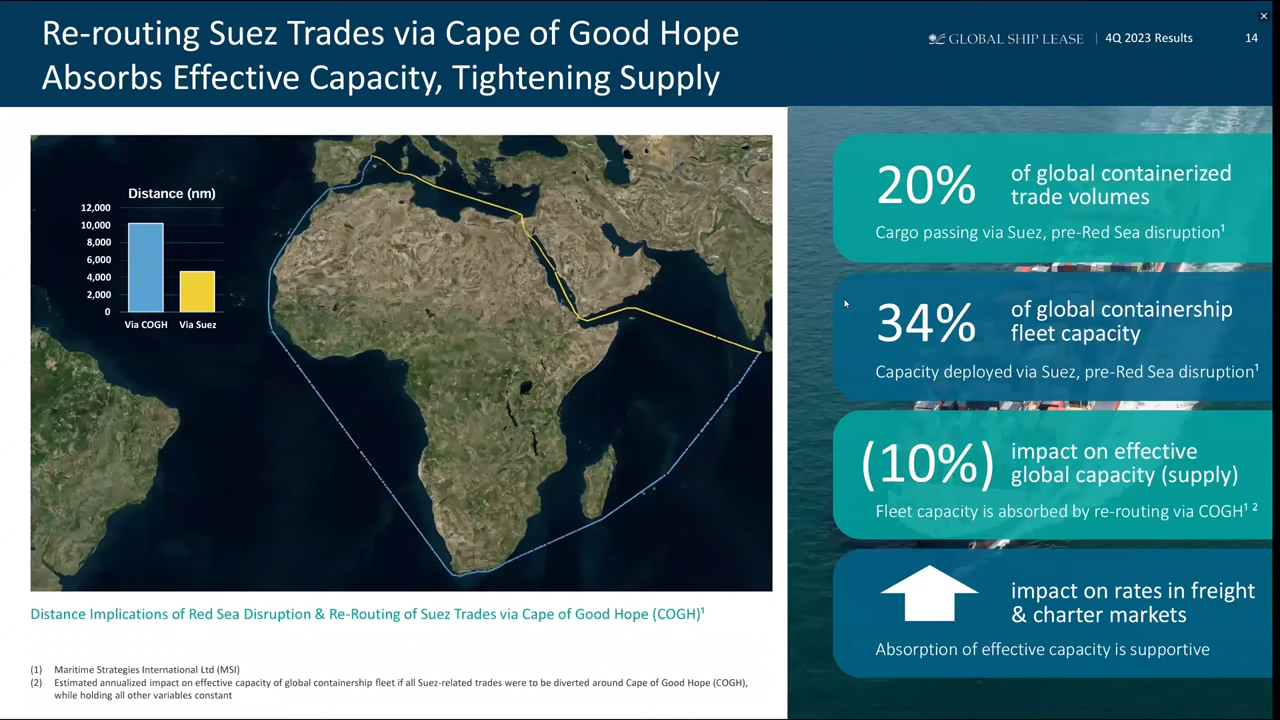 Re-routing Suez Trades via Cape of Good Hope
Absorbs Effective Capacity, Tightening Supply
GLOBAL SHIP LEASE | 4Q 2023 Results 14
Distance (nm)
12,000
10,000
8,000
6,000
4,000
2,000
0
Via COGH Via Suez
Distance Implications of Red Sea Disruption & Re-Routing of Suez Trades via Cape of Good Hope (COGH)¹
(1) Maritime Strategies International Ltd (MSI)
(2) Estimated annualized impact on effective capacity of global containership fleet if all Suez-related trades were to be diverted around Cape of Good Hope (COGH),
while holding all other variables constant
20% of global containerized
trade volumes
Cargo passing via Suez, pre-Red Sea disruption¹
34% of global containership
fleet capacity
Capacity deployed via Suez, pre-Red Sea disruption¹
(10%) impact on effective
global capacity (supply)
Fleet capacity is absorbed by re-routing via COGH¹ ²
impact on rates in freight
& charter markets
Absorption of effective capacity is supportive